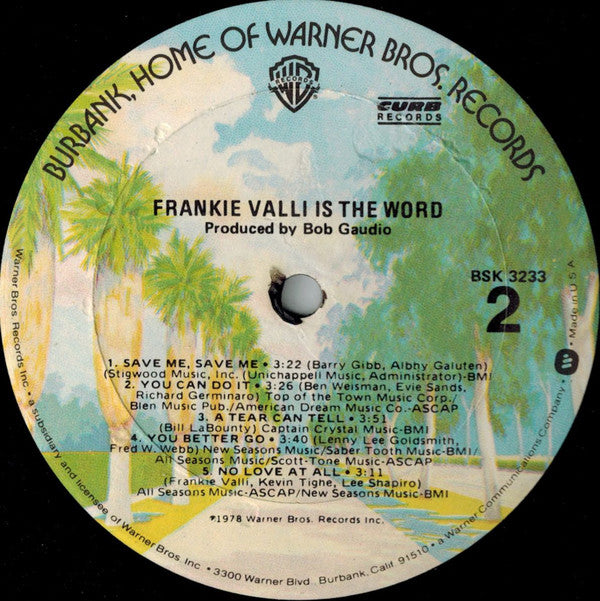 BURBANK, HOME OF WARNER BROS. RECORDS
WB
RECORDS
CURB
RECORDS
FRANKIE VALLI IS THE WORD
Produced by Bob Gaudio
BSK 3233
2
1. SAVE ME, SAVE ME • 3:22 (Barry Gibb, Albhy Galuten)
(Stigwood Music, Inc. (Unichappell Music, Administrator)-BMI
2. YOU CAN DO IT • 3:26 (Ben Weisman, Evie Sands,
Richard Germinaro) Top of the Town Music Corp./
Blen Music Pub./American Dream Music Co.-ASCAP
3. A TEAR CAN TELL • 3:51
(Bill LaBounty) Captain Crystal Music-BMI
4. YOU BETTER GO • 3:40 (Lenny Lee Goldsmith,
Fred W. Webb) New Seasons Music/Saber Tooth Music-BMI/
All Seasons Music/Scott-Tone Music-ASCAP
5. NO LOVE AT ALL • 3:11
(Frankie Valli, Kevin Tighe, Lee Shapiro)
All Seasons Music-ASCAP/New Seasons Music-BMI
℗1978 Warner Bros. Records Inc.
Warner Bros. Records Inc. • a subsidiary and licensee of Warner Bros. Inc. • 3300 Warner Blvd., Burbank, Calif. 91510 • a Warner Communications Company • Made in U.S.A.